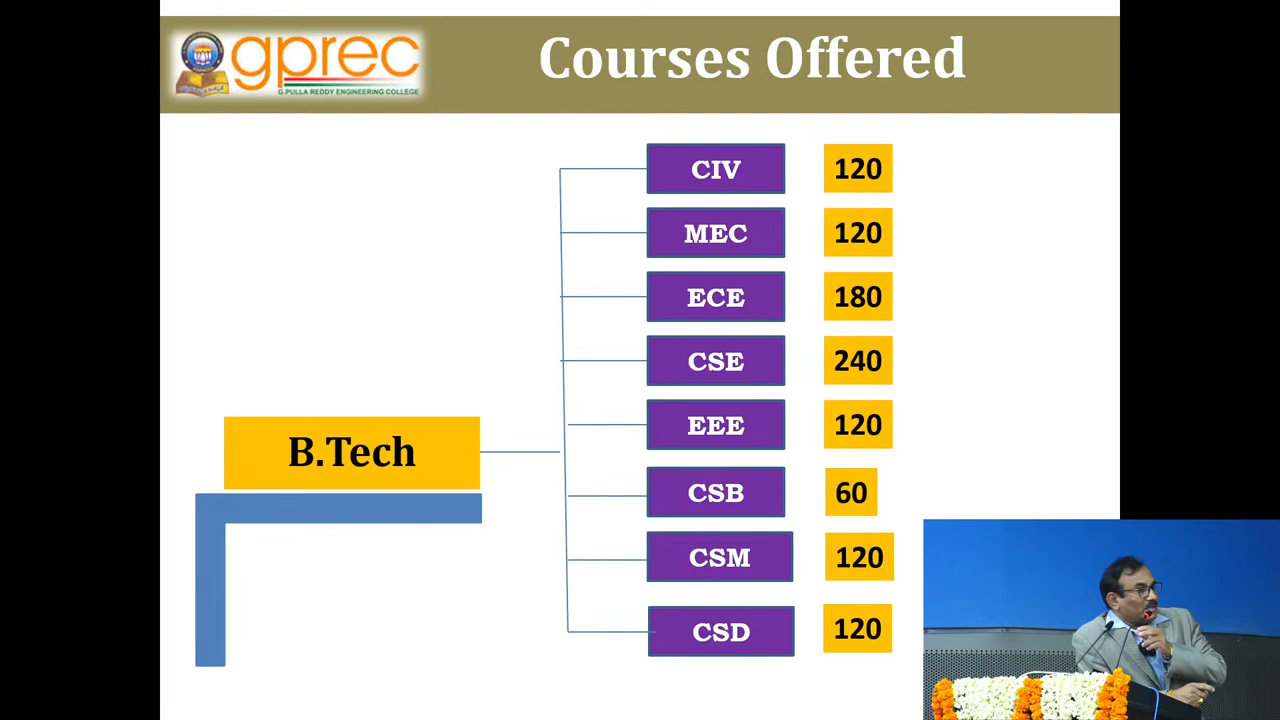 gprec
G.PULLA REDDY ENGINEERING COLLEGE
Courses Offered
B.Tech
CIV 120
MEC 120
ECE 180
CSE 240
EEE 120
CSB 60
CSM 120
CSD 120